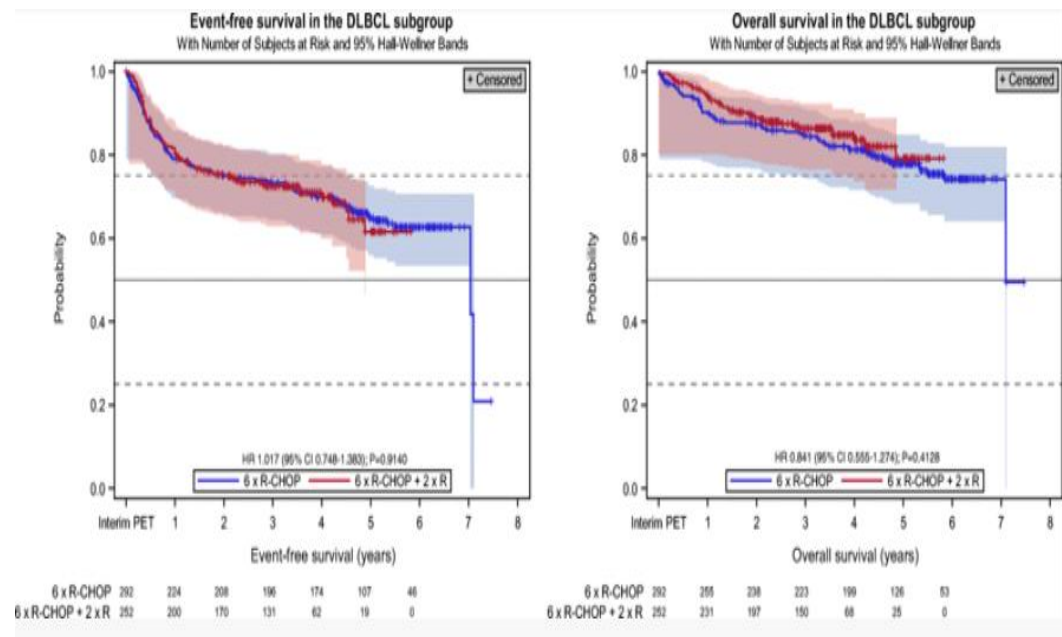 Event-free survival in the DLBCL subgroup
With Number of Subjects at Risk and 95% Hall-Wellner Bands
+ Censored
1.0
0.8
0.6
0.4
0.2
0.0
Probability
HR 1.017 (95% CI 0.748-1.383); P=0.9140
6 x R-CHOP 6 x R-CHOP + 2 x R
Interim PET 1 2 3 4 5 6 7 8
Event-free survival (years)
6 x R-CHOP 292 224 208 196 174 107 46
6 x R-CHOP + 2 x R 252 200 170 131 62 19 0
Overall survival in the DLBCL subgroup
With Number of Subjects at Risk and 95% Hall-Wellner Bands
+ Censored
1.0
0.8
0.6
0.4
0.2
0.0
Probability
HR 0.841 (95% CI 0.555-1.274); P=0.4128
6 x R-CHOP 6 x R-CHOP + 2 x R
Interim PET 1 2 3 4 5 6 7 8
Overall survival (years)
6 x R-CHOP 292 255 238 223 199 126 53
6 x R-CHOP + 2 x R 252 231 197 150 68 25 0